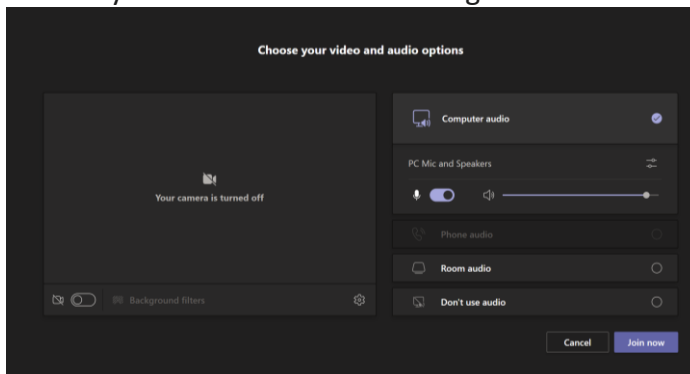 Choose your video and audio options
Your camera is turned off
Background filters
Computer audio
PC Mic and Speakers
Phone audio
Room audio
Don't use audio
Cancel
Join now